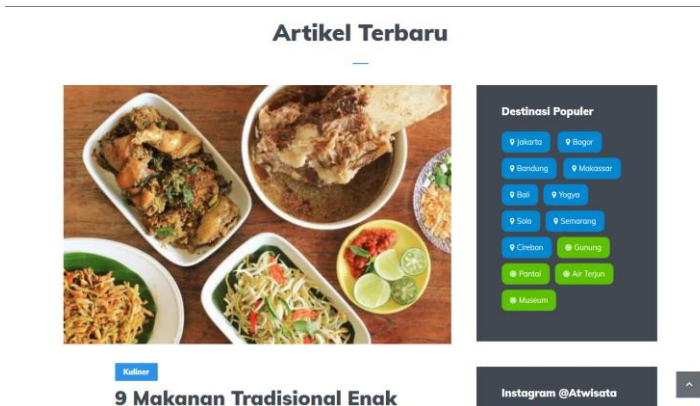 Artikel Terbaru
Destinasi Populer
Jakarta
Bogor
Bandung
Makassar
Bali
Yogya
Solo
Semarang
Cirebon
Gunung
Pantai
Air Terjun
Museum
Kuliner
9 Makanan Tradisional Enak
Instagram @Atwisata